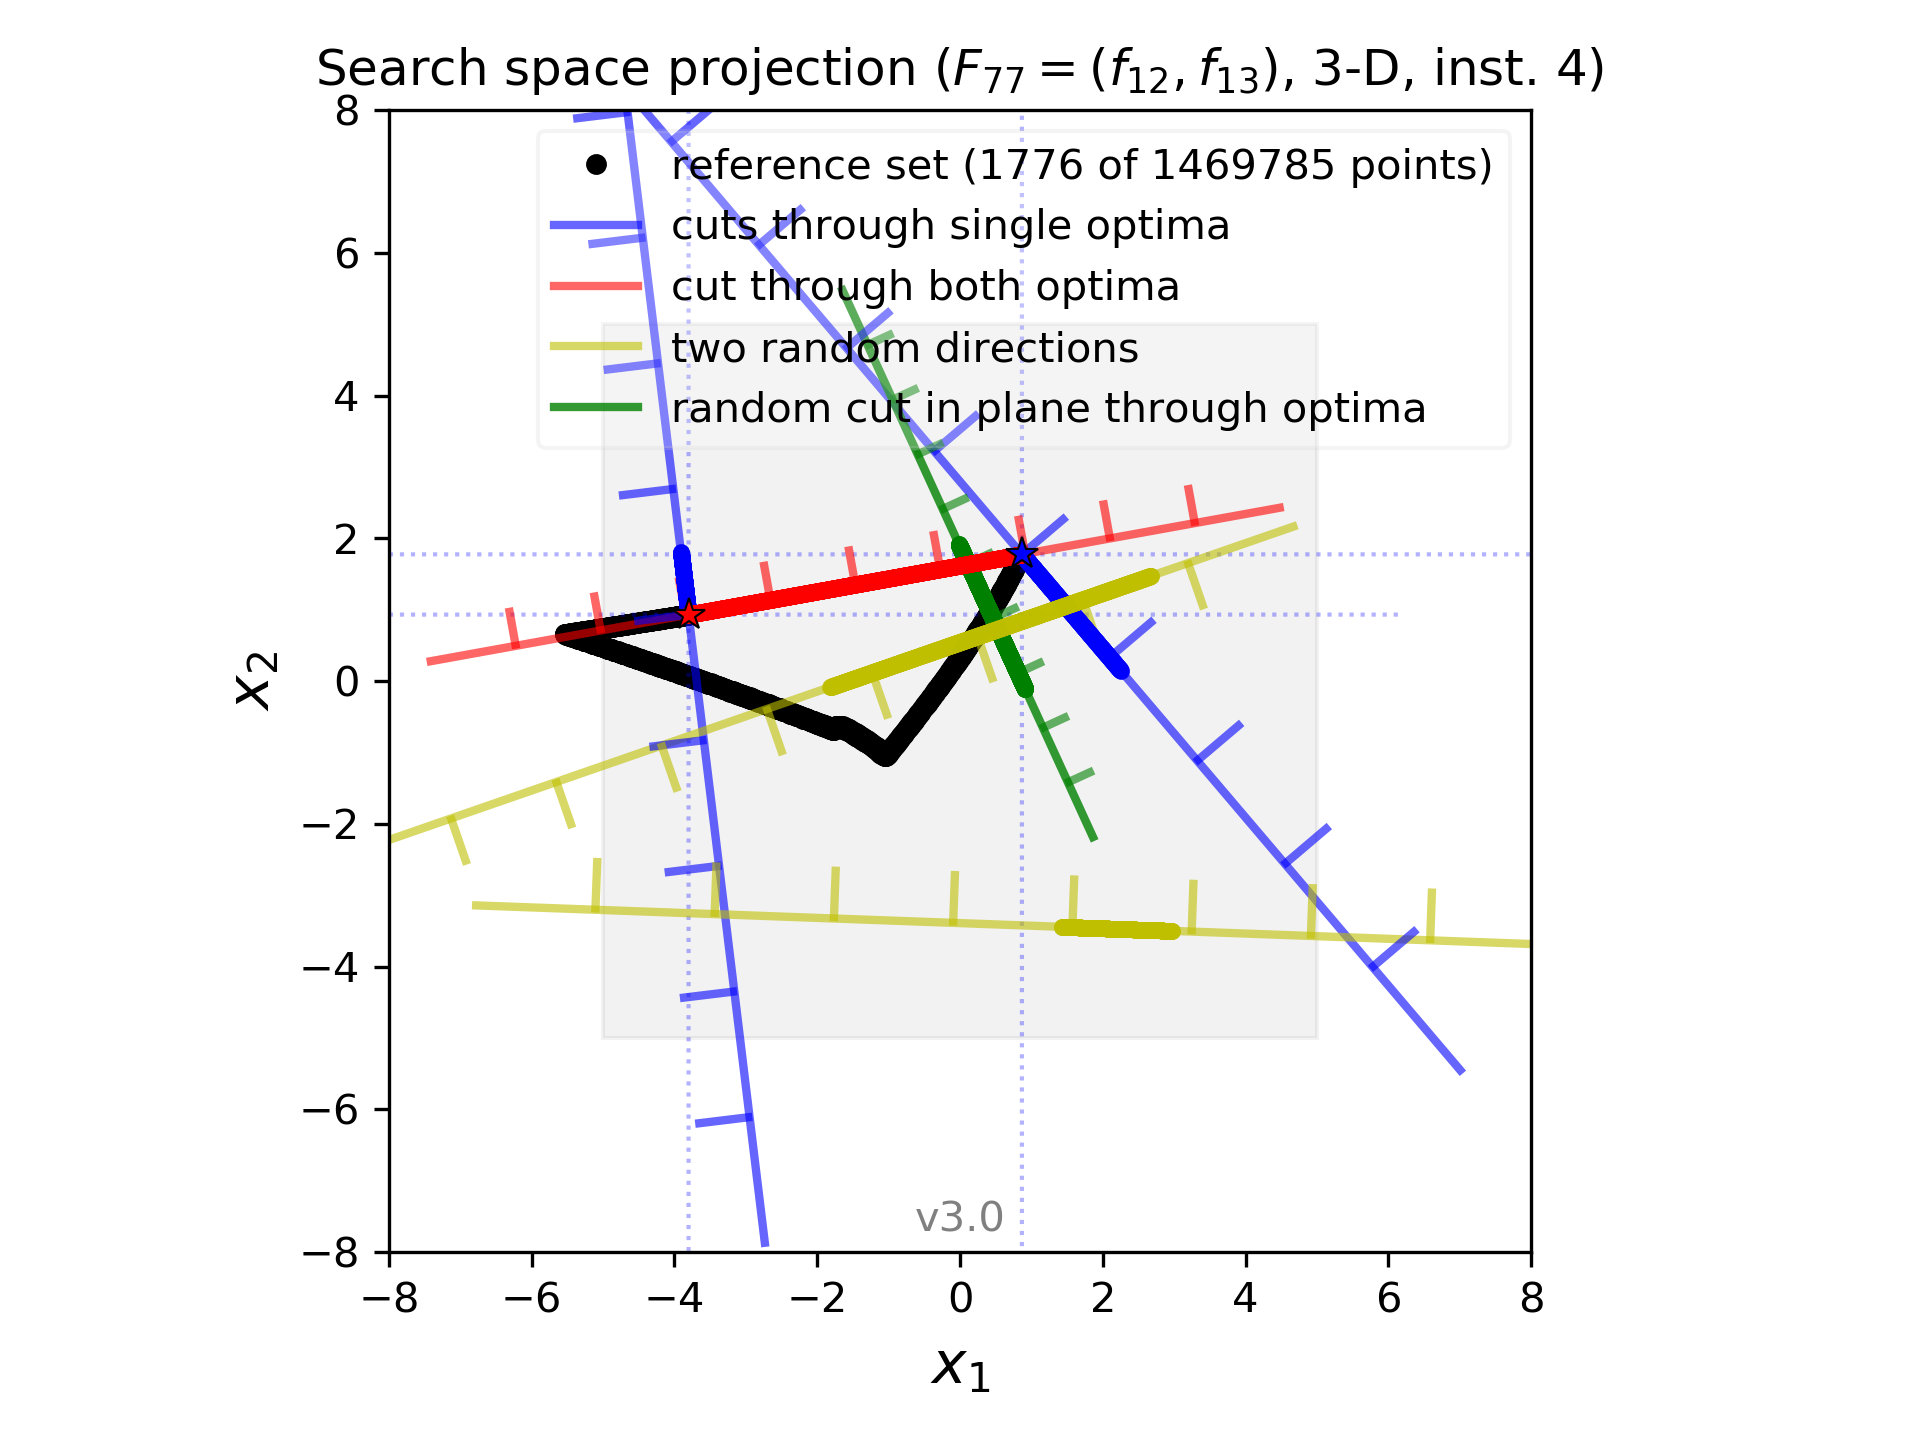 Search space projection (F77 = (f12, f13), 3-D, inst. 4)
reference set (1776 of 1469785 points)
cuts through single optima
cut through both optima
two random directions
random cut in plane through optima
8
6
4
2
0
−2
−4
−6
−8
x2
v3.0
−8 −6 −4 −2 0 2 4 6 8
x1